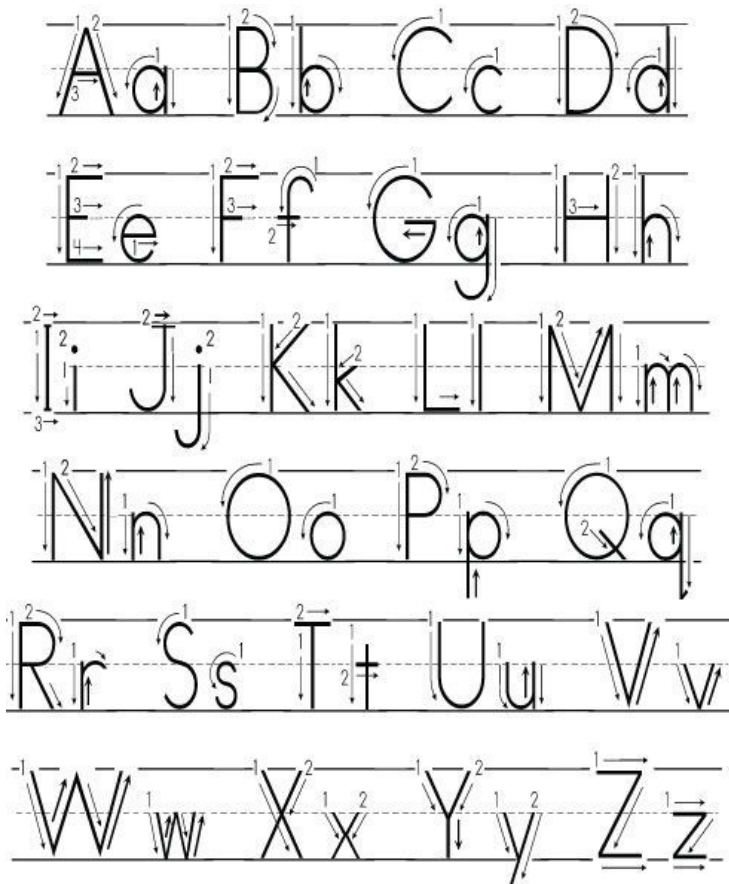 Aa Bb Cc Dd
Ee Ff Gg Hh
Ii Jj Kk Ll Mm
Nn Oo Pp Qq
Rr Ss Tt Uu Vv
Ww Xx Yy Zz